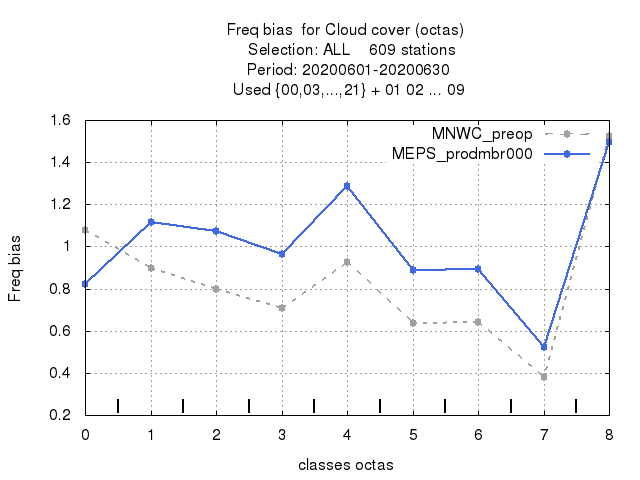 Freq bias for Cloud cover (octas)
Selection: ALL 609 stations
Period: 20200601-20200630
Used {00,03,...,21} + 01 02 ... 09
MNWC_preop
MEPS_prodmbr000
Freq bias
1.6
1.4
1.2
1
0.8
0.6
0.4
0.2
0 1 2 3 4 5 6 7 8
classes octas